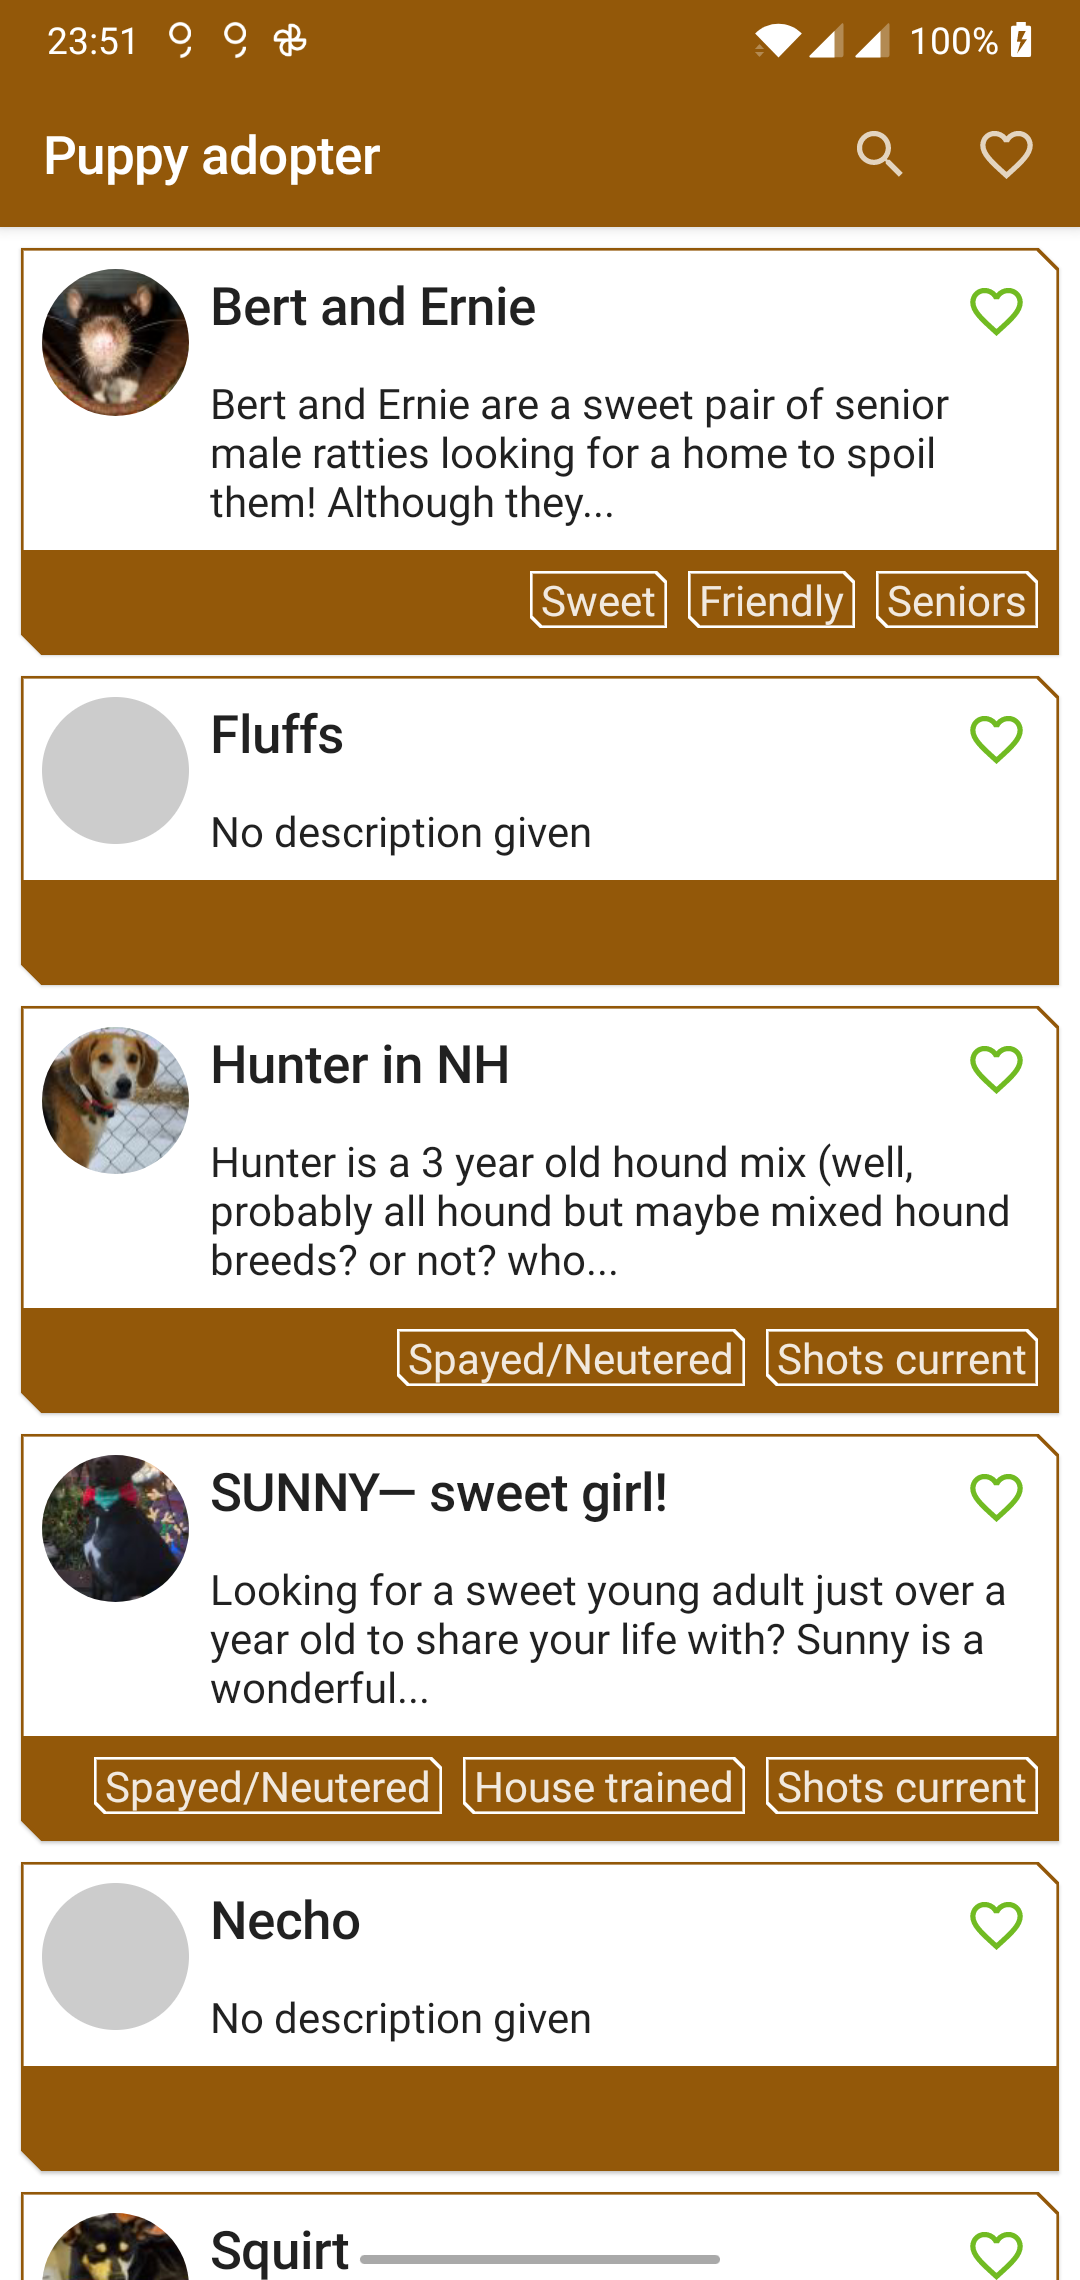 23:51
100%
Puppy adopter
Bert and Ernie
Bert and Ernie are a sweet pair of senior
male ratties looking for a home to spoil
them! Although they...
Sweet Friendly Seniors
Fluffs
No description given
Hunter in NH
Hunter is a 3 year old hound mix (well,
probably all hound but maybe mixed hound
breeds? or not? who...
Spayed/Neutered Shots current
SUNNY— sweet girl!
Looking for a sweet young adult just over a
year old to share your life with? Sunny is a
wonderful...
Spayed/Neutered House trained Shots current
Necho
No description given
Squirt